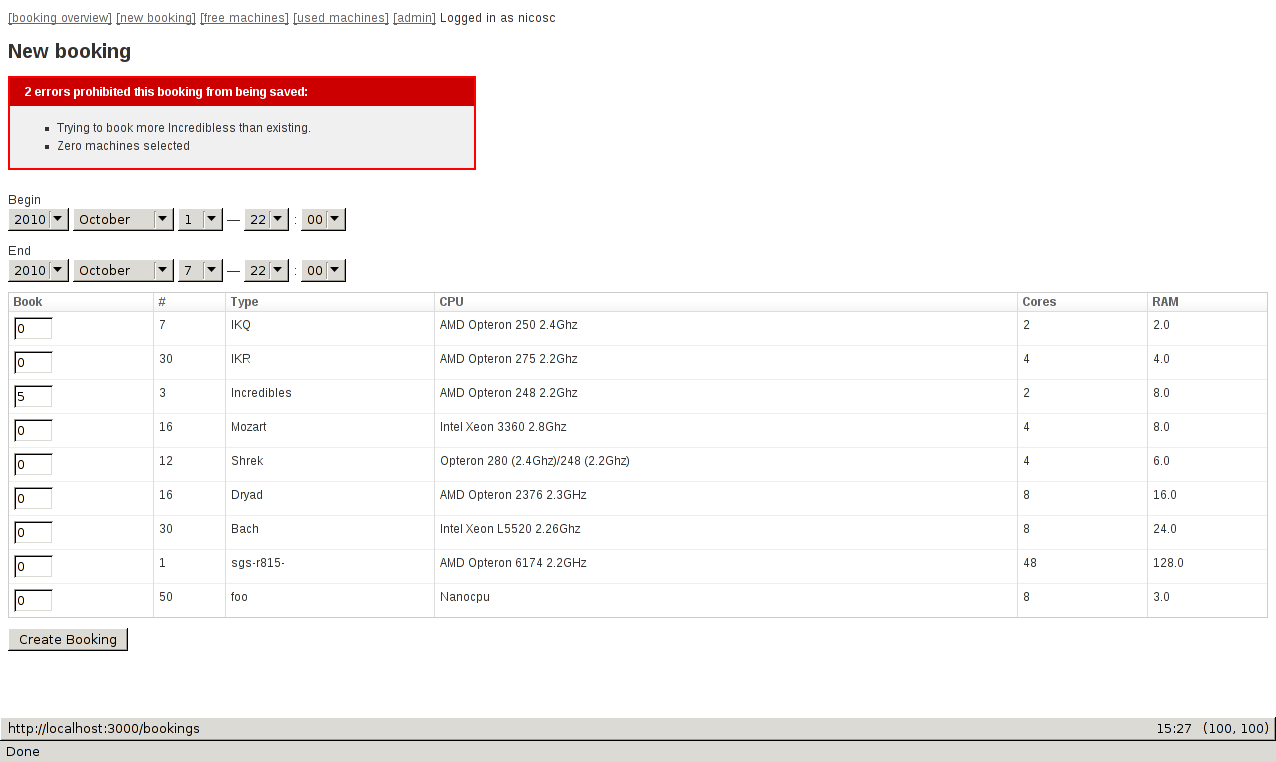 [booking overview] [new booking] [free machines] [used machines] [admin] Logged in as nicosc
New booking
2 errors prohibited this booking from being saved:
Trying to book more Incredibless than existing.
Zero machines selected
Begin
2010 October 1 — 22 : 00
End
2010 October 7 — 22 : 00
Book # Type CPU Cores RAM
0 7 IKQ AMD Opteron 250 2.4Ghz 2 2.0
0 30 IKR AMD Opteron 275 2.2Ghz 4 4.0
5 3 Incredibles AMD Opteron 248 2.2Ghz 2 8.0
0 16 Mozart Intel Xeon 3360 2.8Ghz 4 8.0
0 12 Shrek Opteron 280 (2.4Ghz)/248 (2.2Ghz) 4 6.0
0 16 Dryad AMD Opteron 2376 2.3GHz 8 16.0
0 30 Bach Intel Xeon L5520 2.26Ghz 8 24.0
0 1 sgs-r815- AMD Opteron 6174 2.2GHz 48 128.0
0 50 foo Nanocpu 8 3.0
Create Booking
http://localhost:3000/bookings 15:27 (100, 100)
Done